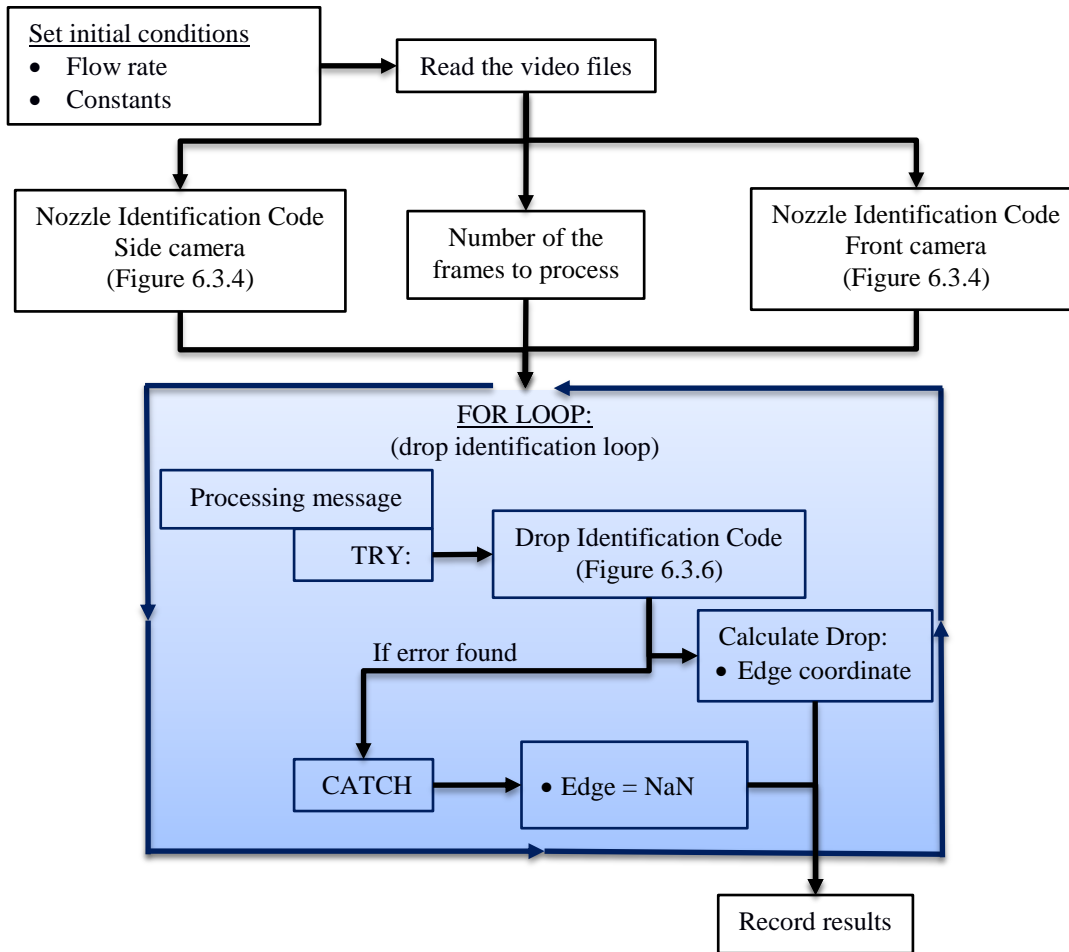 Set initial conditions
• Flow rate
• Constants
Read the video files
Nozzle Identification Code
Side camera
(Figure 6.3.4)
Number of the
frames to process
Nozzle Identification Code
Front camera
(Figure 6.3.4)
FOR LOOP:
(drop identification loop)
Processing message
TRY:
Drop Identification Code
(Figure 6.3.6)
If error found
Calculate Drop:
• Edge coordinate
CATCH
• Edge = NaN
Record results